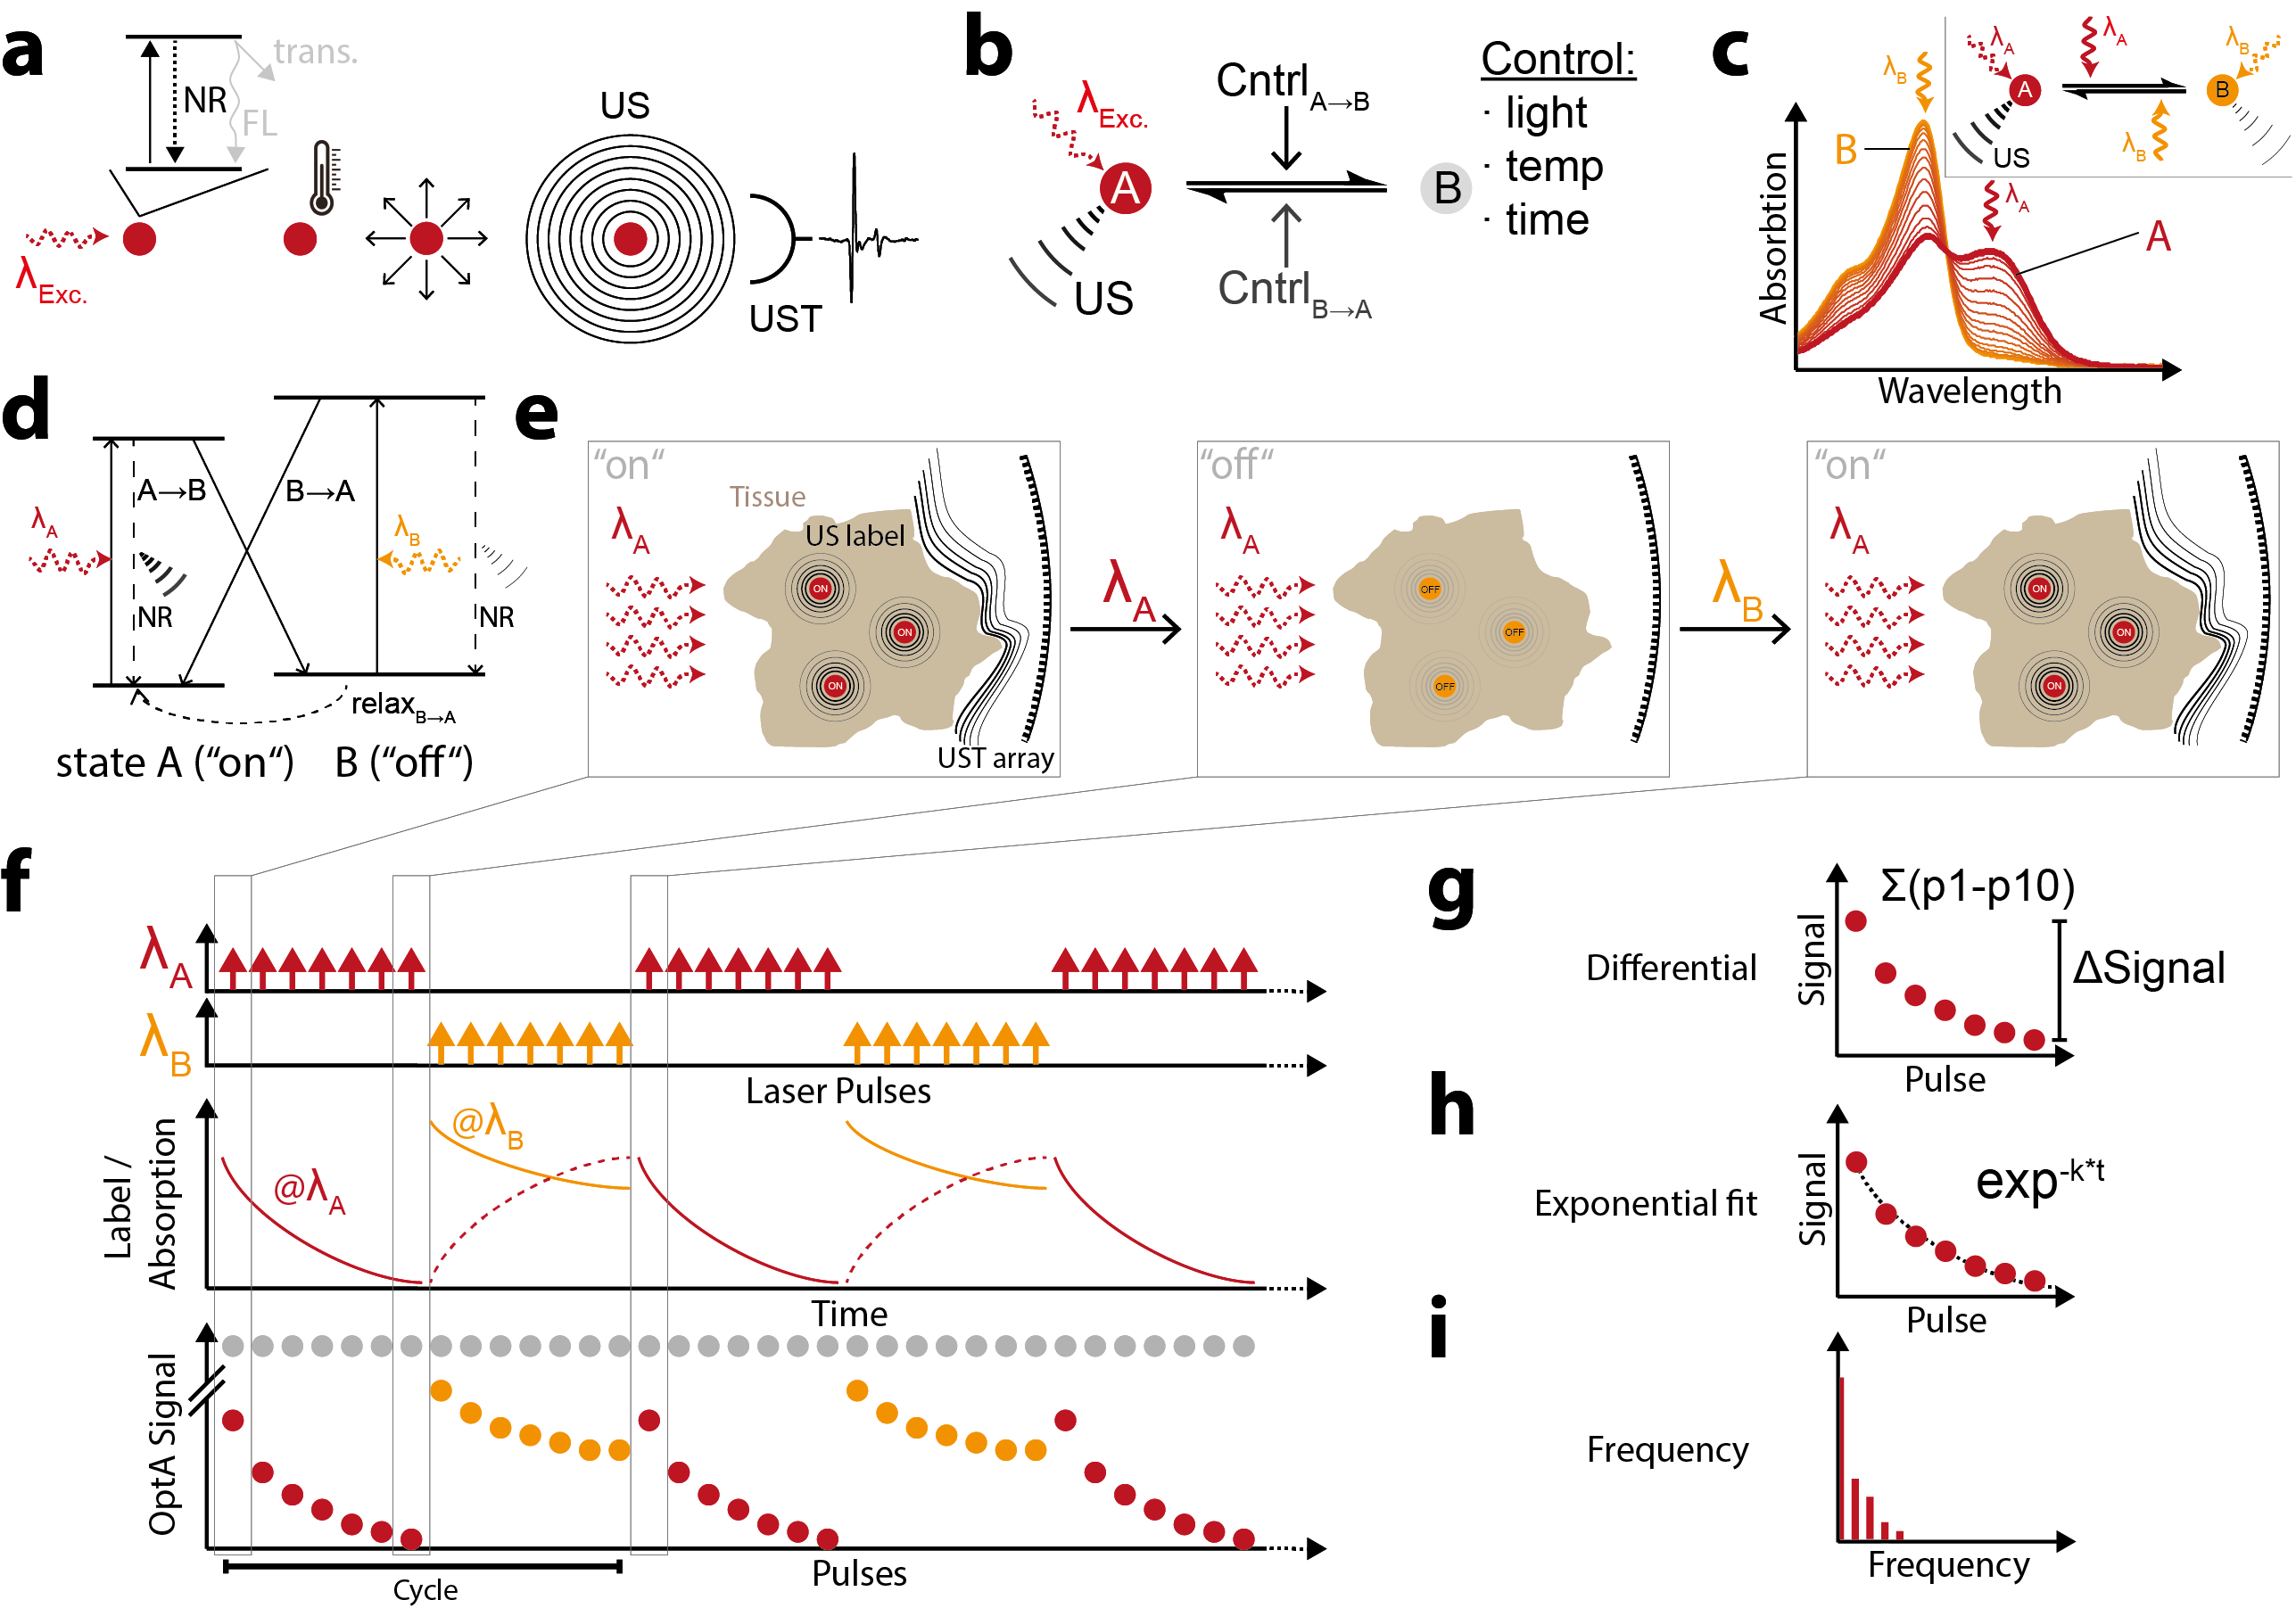 a
trans.
NR
FL
λExc.
US
UST
b
λExc.
A
US
CntrlA→B
CntrlB→A
B
Control:
· light
· temp
· time
c
λB
λA
λA
λB
A
B
US
λB
B
λA
A
Absorbtion
Wavelength
d
A→B
B→A
λA
λB
NR
NR
relaxB→A
state A (“on“)
B (“off“)
e
“on“
Tissue
λA
US label
ON
ON
ON
UST array
λA
“off“
λA
OFF
OFF
OFF
λB
“on“
λA
ON
ON
ON
f
λA
λB
Laser Pulses
Label /
Absorption
@λA
@λB
Time
OptA Signal
Pulses
Cycle
g
Differential
Signal
Σ(p1-p10)
ΔSignal
Pulse
h
Exponential fit
Signal
exp-k*t
Pulse
i
Frequency
Frequency